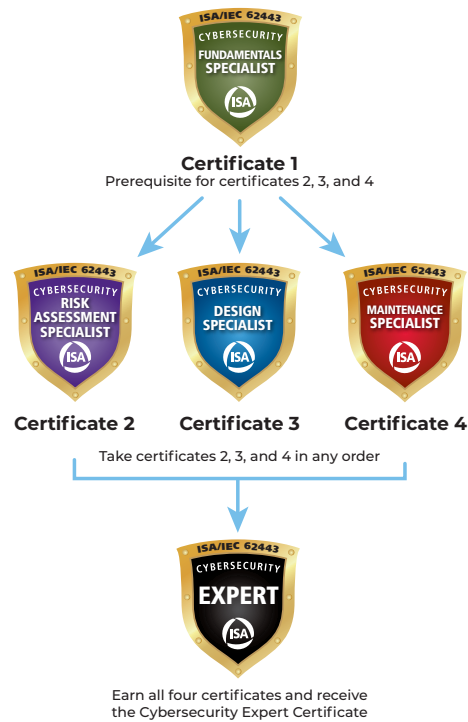 ISA/IEC 62443
CYBERSECURITY
FUNDAMENTALS
SPECIALIST
ISA
Certificate 1
Prerequisite for certificates 2, 3, and 4
ISA/IEC 62443
CYBERSECURITY
RISK
ASSESSMENT
SPECIALIST
ISA
Certificate 2
ISA/IEC 62443
CYBERSECURITY
DESIGN
SPECIALIST
ISA
Certificate 3
ISA/IEC 62443
CYBERSECURITY
MAINTENANCE
SPECIALIST
ISA
Certificate 4
Take certificates 2, 3, and 4 in any order
ISA/IEC 62443
CYBERSECURITY
EXPERT
ISA
Earn all four certificates and receive
the Cybersecurity Expert Certificate